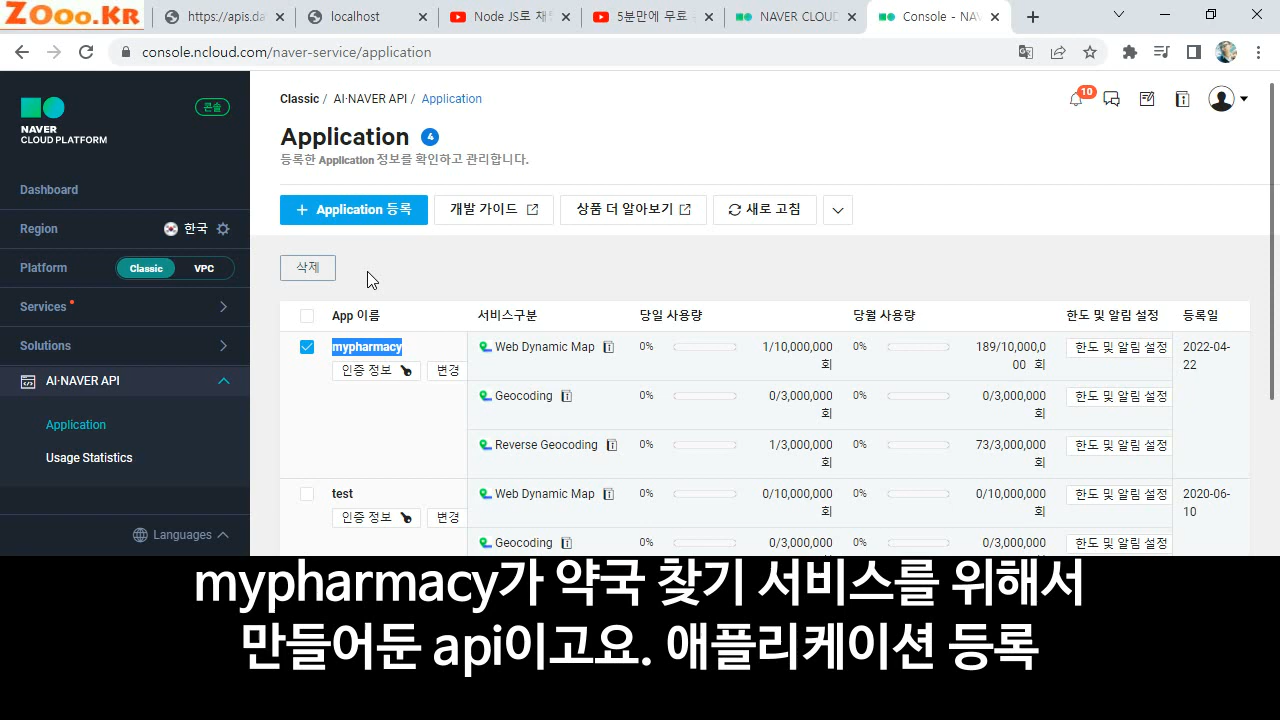 ZOoo.Kr
https://apis.da
localhost
Node JS로 채토
5분만에 무료
NAVER CLOUD
Console - NAV
console.ncloud.com/naver-service/application
NAVER
CLOUD PLATFORM
콘솔
Dashboard
Region 한국
Platform Classic VPC
Services
Solutions
AI·NAVER API
Application
Usage Statistics
Languages
Classic / AI·NAVER API / Application
10
Application 4
등록한 Application 정보를 확인하고 관리합니다.
+ Application 등록 개발 가이드 상품 더 알아보기 새로 고침
삭제
App 이름 서비스구분 당일 사용량 당월 사용량 한도 및 알림 설정 등록일
mypharmacy Web Dynamic Map 0% 1/10,000,000 0% 189/10,000,0 한도 및 알림 설정 2022-04-
인증 정보 변경 회 00 회 22
Geocoding 0% 0/3,000,000 0% 0/3,000,000 한도 및 알림 설정
회 회
Reverse Geocoding 0% 1/3,000,000 0% 73/3,000,000 한도 및 알림 설정
회 회
test Web Dynamic Map 0% 0/10,000,000 0% 0/10,000,000 한도 및 알림 설정 2020-06-
인증 정보 변경 회 회 10
Geocoding 0% 0/3,000,000 0% 0/3,000,000 한도 및 알림 설정
mypharmacy가 약국 찾기 서비스를 위해서
만들어둔 api이고요. 애플리케이션 등록